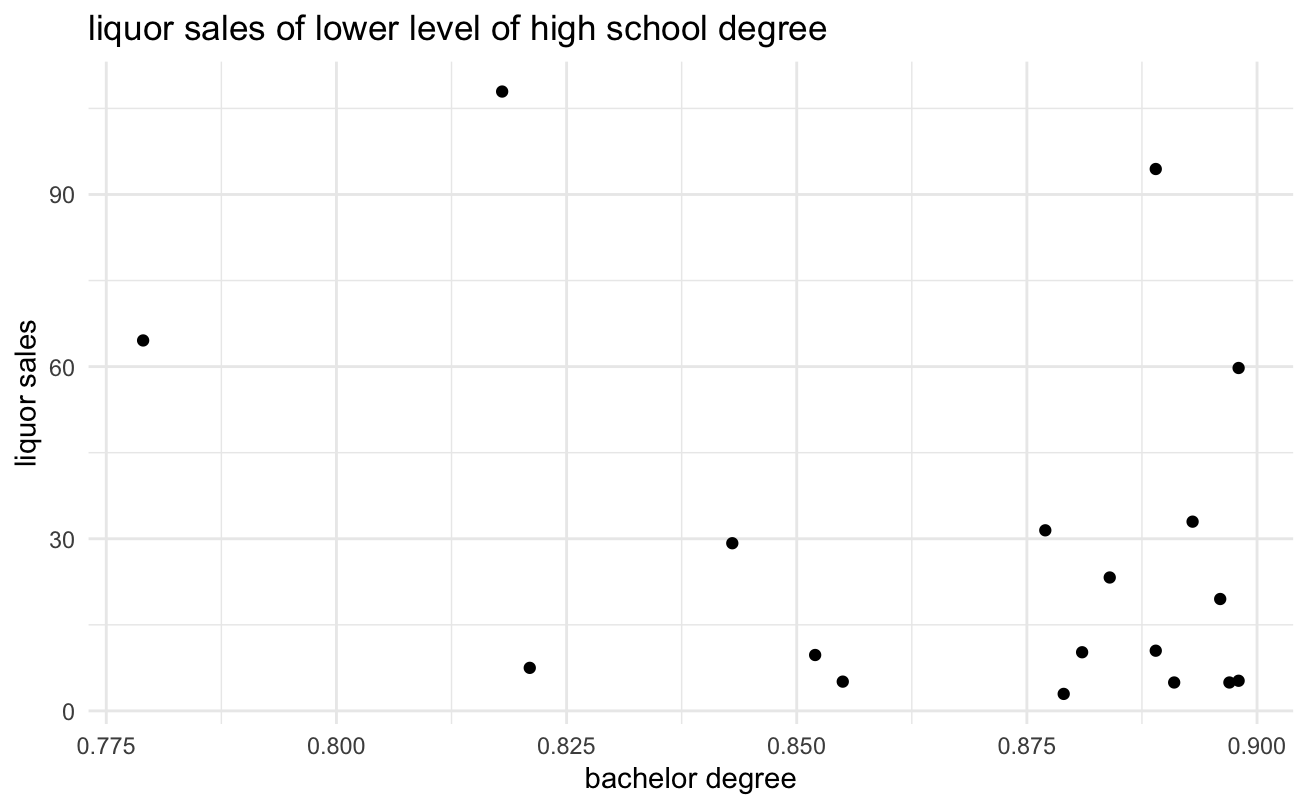 liquor sales of lower level of high school degree
liquor sales
90
60
30
0
0.775 0.800 0.825 0.850 0.875 0.900
bachelor degree